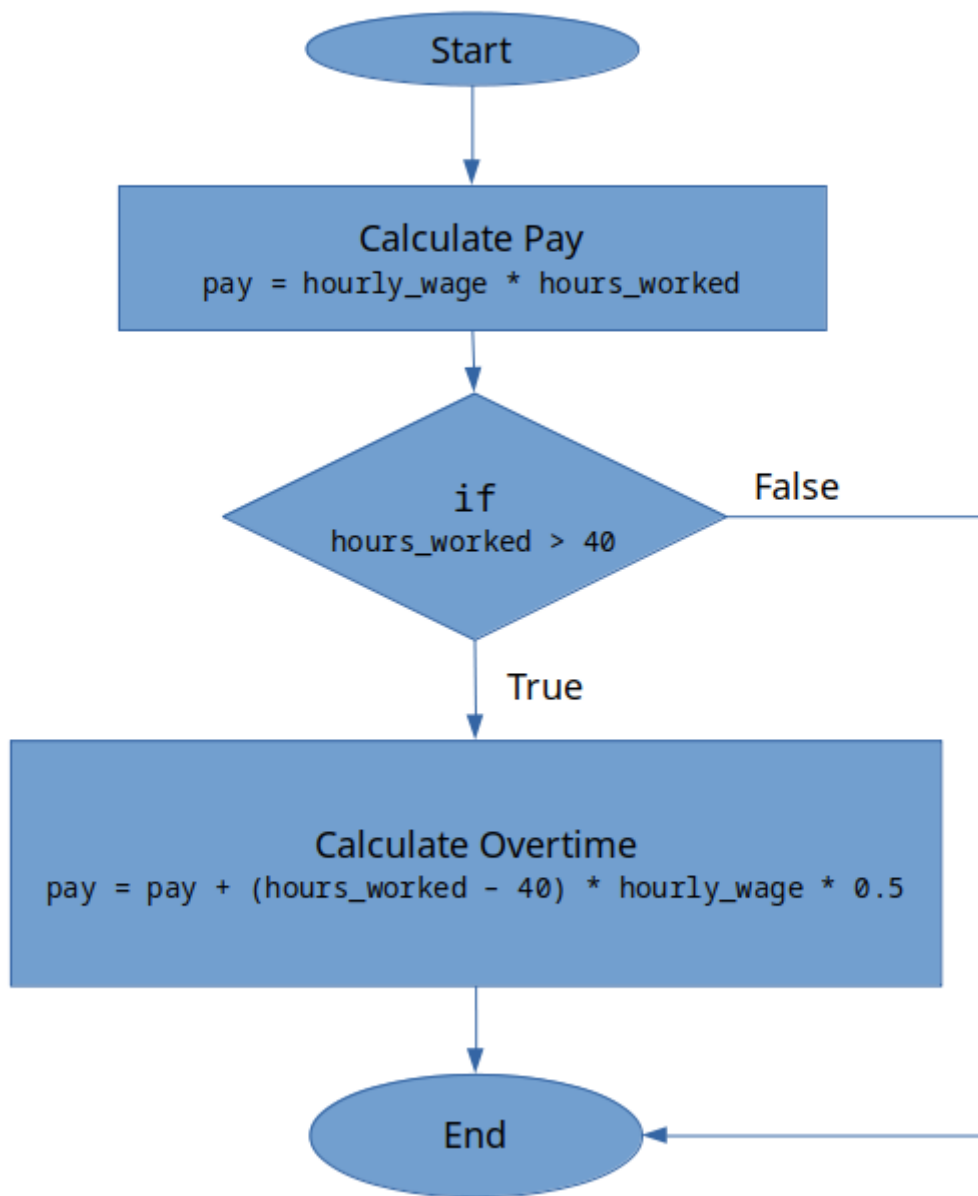 Start
Calculate Pay
pay = hourly_wage * hours_worked
if
hours_worked > 40
False
True
Calculate Overtime
pay = pay + (hours_worked – 40) * hourly_wage * 0.5
End